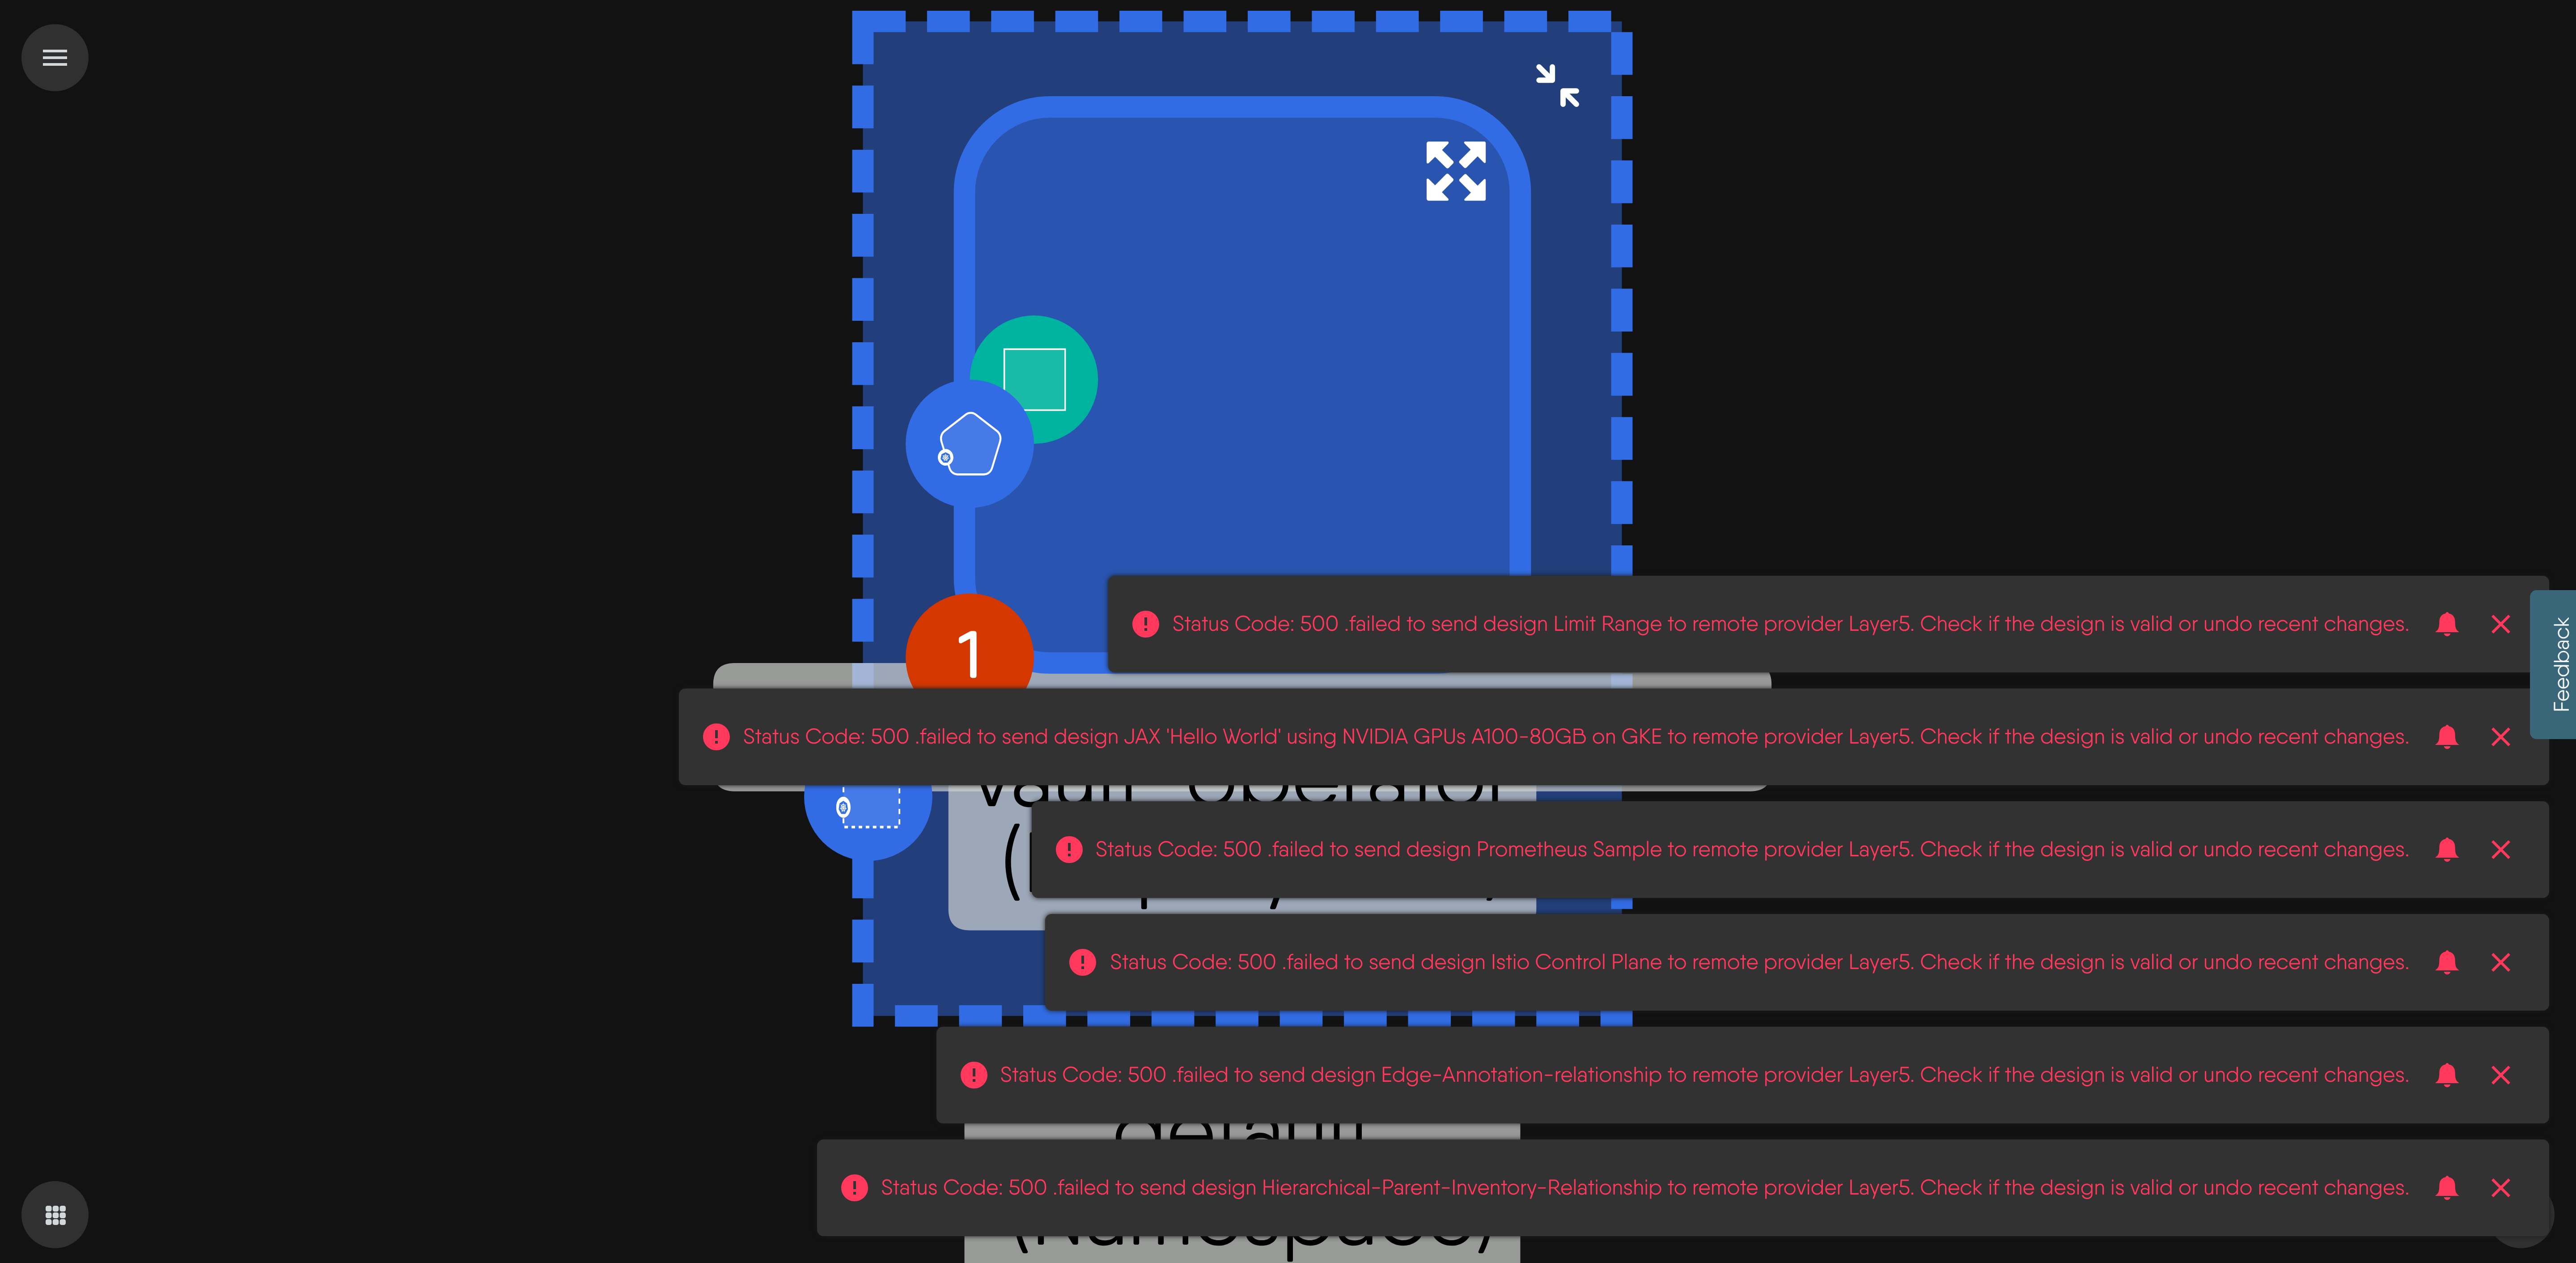 1
Status Code: 500 .failed to send design Limit Range to remote provider Layer5. Check if the design is valid or undo recent changes.
Feedback
Status Code: 500 .failed to send design JAX 'Hello World' using NVIDIA GPUs A100-80GB on GKE to remote provider Layer5. Check if the design is valid or undo recent changes.
vault-operator
Status Code: 500 .failed to send design Prometheus Sample to remote provider Layer5. Check if the design is valid or undo recent changes.
Status Code: 500 .failed to send design Istio Control Plane to remote provider Layer5. Check if the design is valid or undo recent changes.
Status Code: 500 .failed to send design Edge-Annotation-relationship to remote provider Layer5. Check if the design is valid or undo recent changes.
default
Status Code: 500 .failed to send design Hierarchical-Parent-Inventory-Relationship to remote provider Layer5. Check if the design is valid or undo recent changes.
(Namespace)